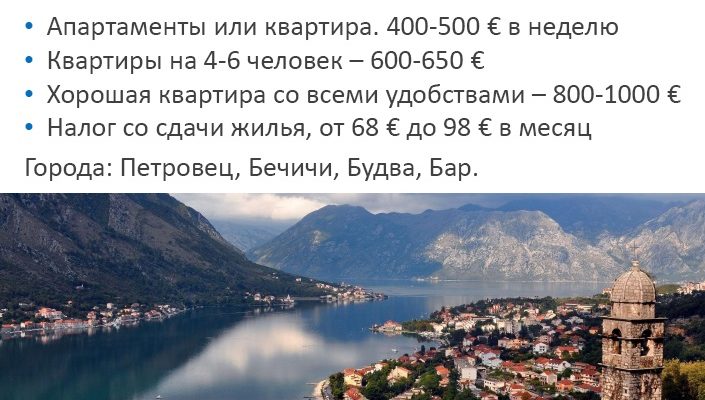 • Апартаменты или квартира. 400-500 € в неделю
• Квартиры на 4-6 человек – 600-650 €
• Хорошая квартира со всеми удобствами – 800-1000 €
• Налог со сдачи жилья, от 68 € до 98 € в месяц
Города: Петровец, Бечичи, Будва, Бар.